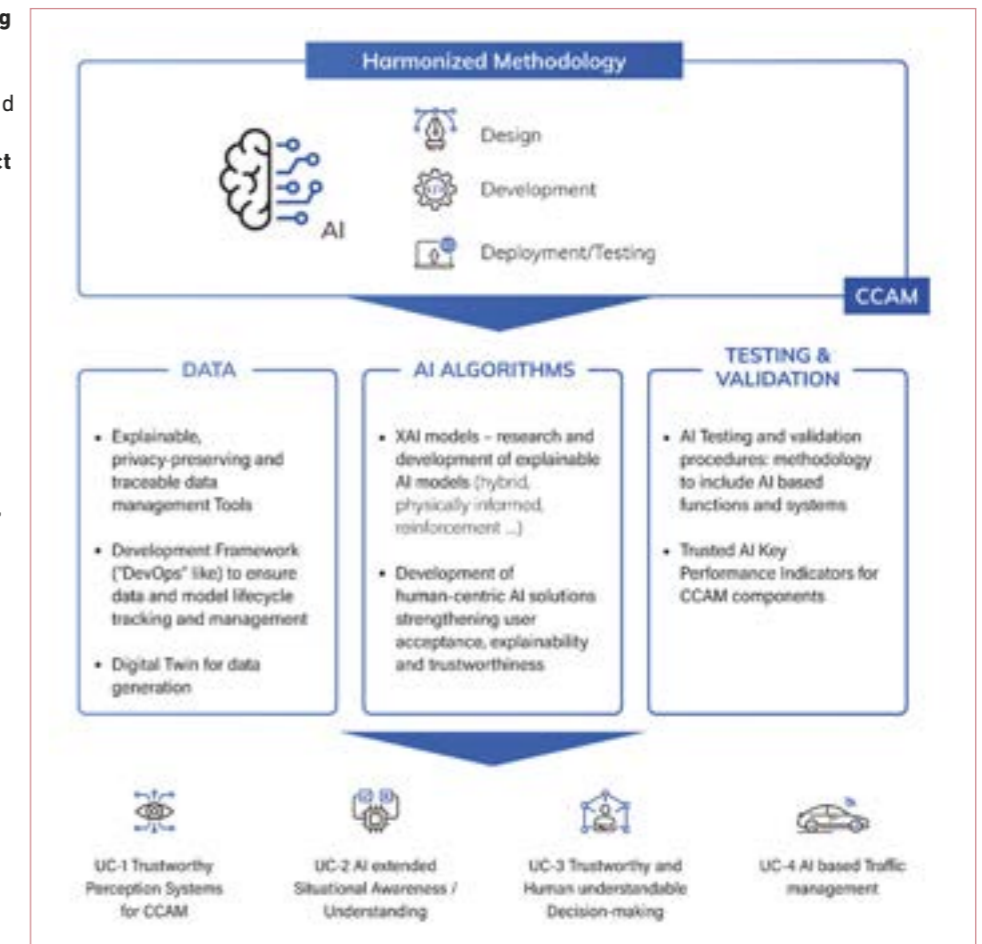 g
d
ct
Harmonized Methodology
AI
Design
Development
Deployment/Testing
CCAM
DATA
• Explainable,
privacy-preserving and
traceable data
management Tools
• Development Framework
("DevOps" like) to ensure
data and model lifecycle
tracking and management
• Digital Twin for data
generation
AI ALGORITHMS
• XAI models – research and
development of explainable
AI models (hybrid,
physically informed,
reinforcement ...)
• Development of
human-centric AI solutions
strengthening user
acceptance, explainability
and trustworthiness
TESTING &
VALIDATION
• AI Testing and validation
procedures: methodology
to include AI based
functions and systems
• Trusted AI Key
Performance Indicators for
CCAM components
UC-1 Trustworthy
Perception Systems
for CCAM
UC-2 AI extended
Situational Awareness /
Understanding
UC-3 Trustworthy and
Human understandable
Decision-making
UC-4 AI based Traffic
management